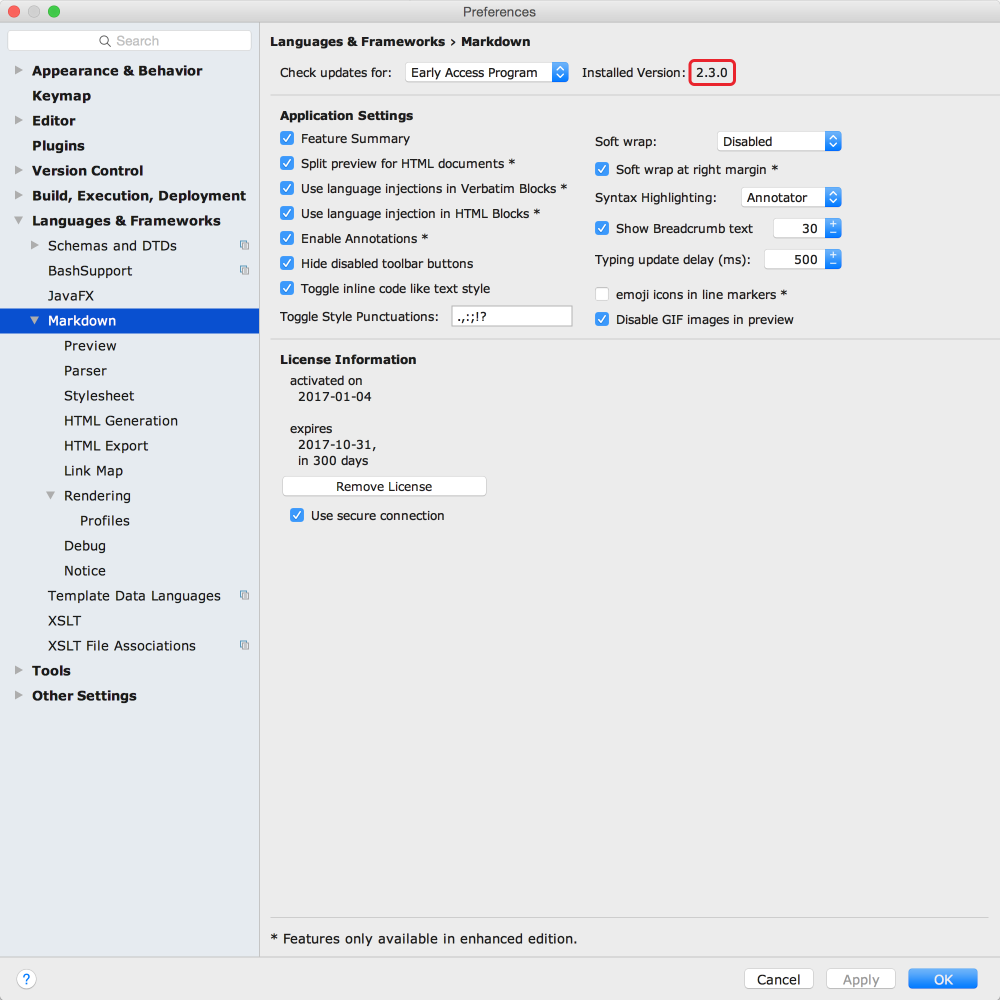 Preferences
Search
Appearance & Behavior
Keymap
Editor
Plugins
Version Control
Build, Execution, Deployment
Languages & Frameworks
Schemas and DTDs
BashSupport
JavaFX
Markdown
Preview
Parser
Stylesheet
HTML Generation
HTML Export
Link Map
Rendering
Profiles
Debug
Notice
Template Data Languages
XSLT
XSLT File Associations
Tools
Other Settings
Languages & Frameworks › Markdown
Check updates for: Early Access Program Installed Version: 2.3.0
Application Settings
Feature Summary
Split preview for HTML documents *
Use language injections in Verbatim Blocks *
Use language injection in HTML Blocks *
Enable Annotations *
Hide disabled toolbar buttons
Toggle inline code like text style
Toggle Style Punctuations: .,:;!?
Soft wrap: Disabled
Soft wrap at right margin *
Syntax Highlighting: Annotator
Show Breadcrumb text 30
Typing update delay (ms): 500
emoji icons in line markers *
Disable GIF images in preview
License Information
activated on
2017-01-04
expires
2017-10-31,
in 300 days
Remove License
Use secure connection
* Features only available in enhanced edition.
?
Cancel Apply OK